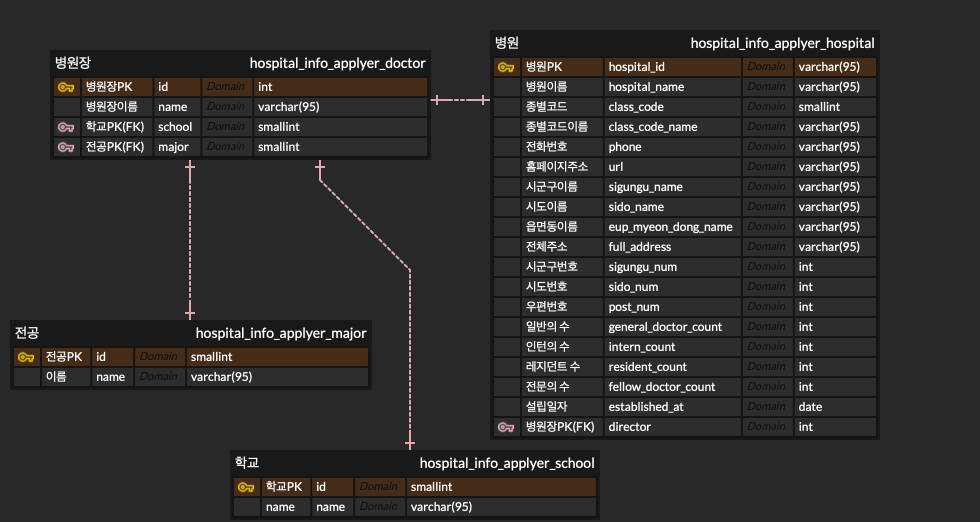 병원장 hospital_info_applyer_doctor
병원장PK id Domain int
병원장이름 name Domain varchar(95)
학교PK(FK) school Domain smallint
전공PK(FK) major Domain smallint
병원 hospital_info_applyer_hospital
병원PK hospital_id Domain varchar(95)
병원이름 hospital_name Domain varchar(95)
종별코드 class_code Domain smallint
종별코드이름 class_code_name Domain varchar(95)
전화번호 phone Domain varchar(95)
홈페이지주소 url Domain varchar(95)
시군구이름 sigungu_name Domain varchar(95)
시도이름 sido_name Domain varchar(95)
읍면동이름 eup_myeon_dong_name Domain varchar(95)
전체주소 full_address Domain varchar(95)
시군구번호 sigungu_num Domain int
시도번호 sido_num Domain int
우편번호 post_num Domain int
일반의 수 general_doctor_count Domain int
인턴의 수 intern_count Domain int
레지던트 수 resident_count Domain int
전문의 수 fellow_doctor_count Domain int
설립일자 established_at Domain date
병원장PK(FK) director Domain int
전공 hospital_info_applyer_major
전공PK id Domain smallint
이름 name Domain varchar(95)
학교 hospital_info_applyer_school
학교PK id Domain smallint
name name Domain varchar(95)